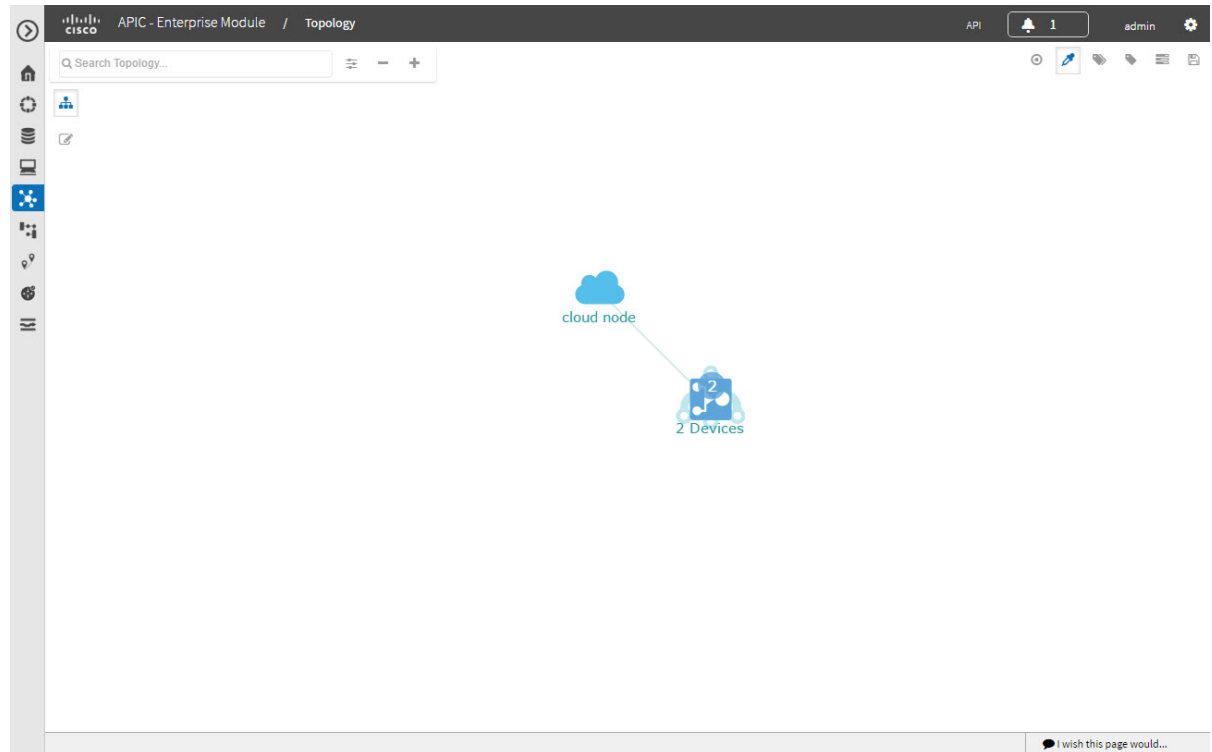 CISCO APIC - Enterprise Module / Topology API 1 admin
Search Topology...
cloud node
2
2 Devices
I wish this page would...